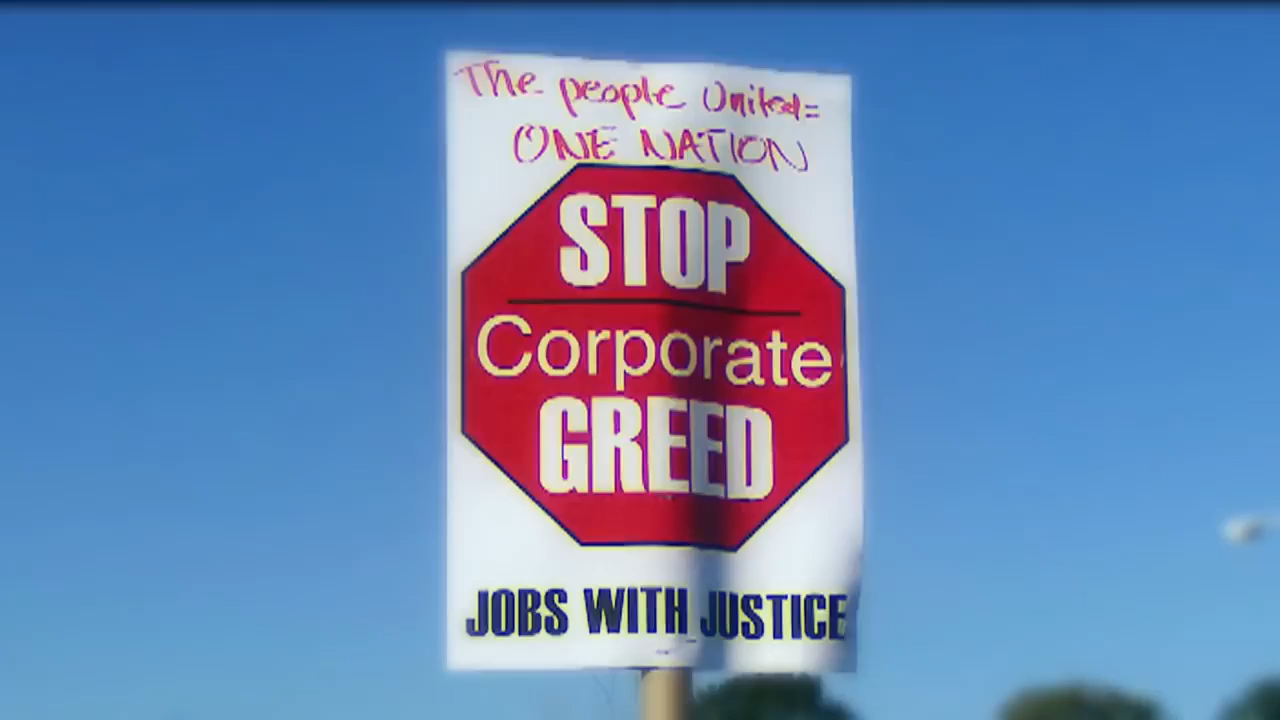 The people United=
ONE NATION
STOP
Corporate
GREED
JOBS WITH JUSTICE